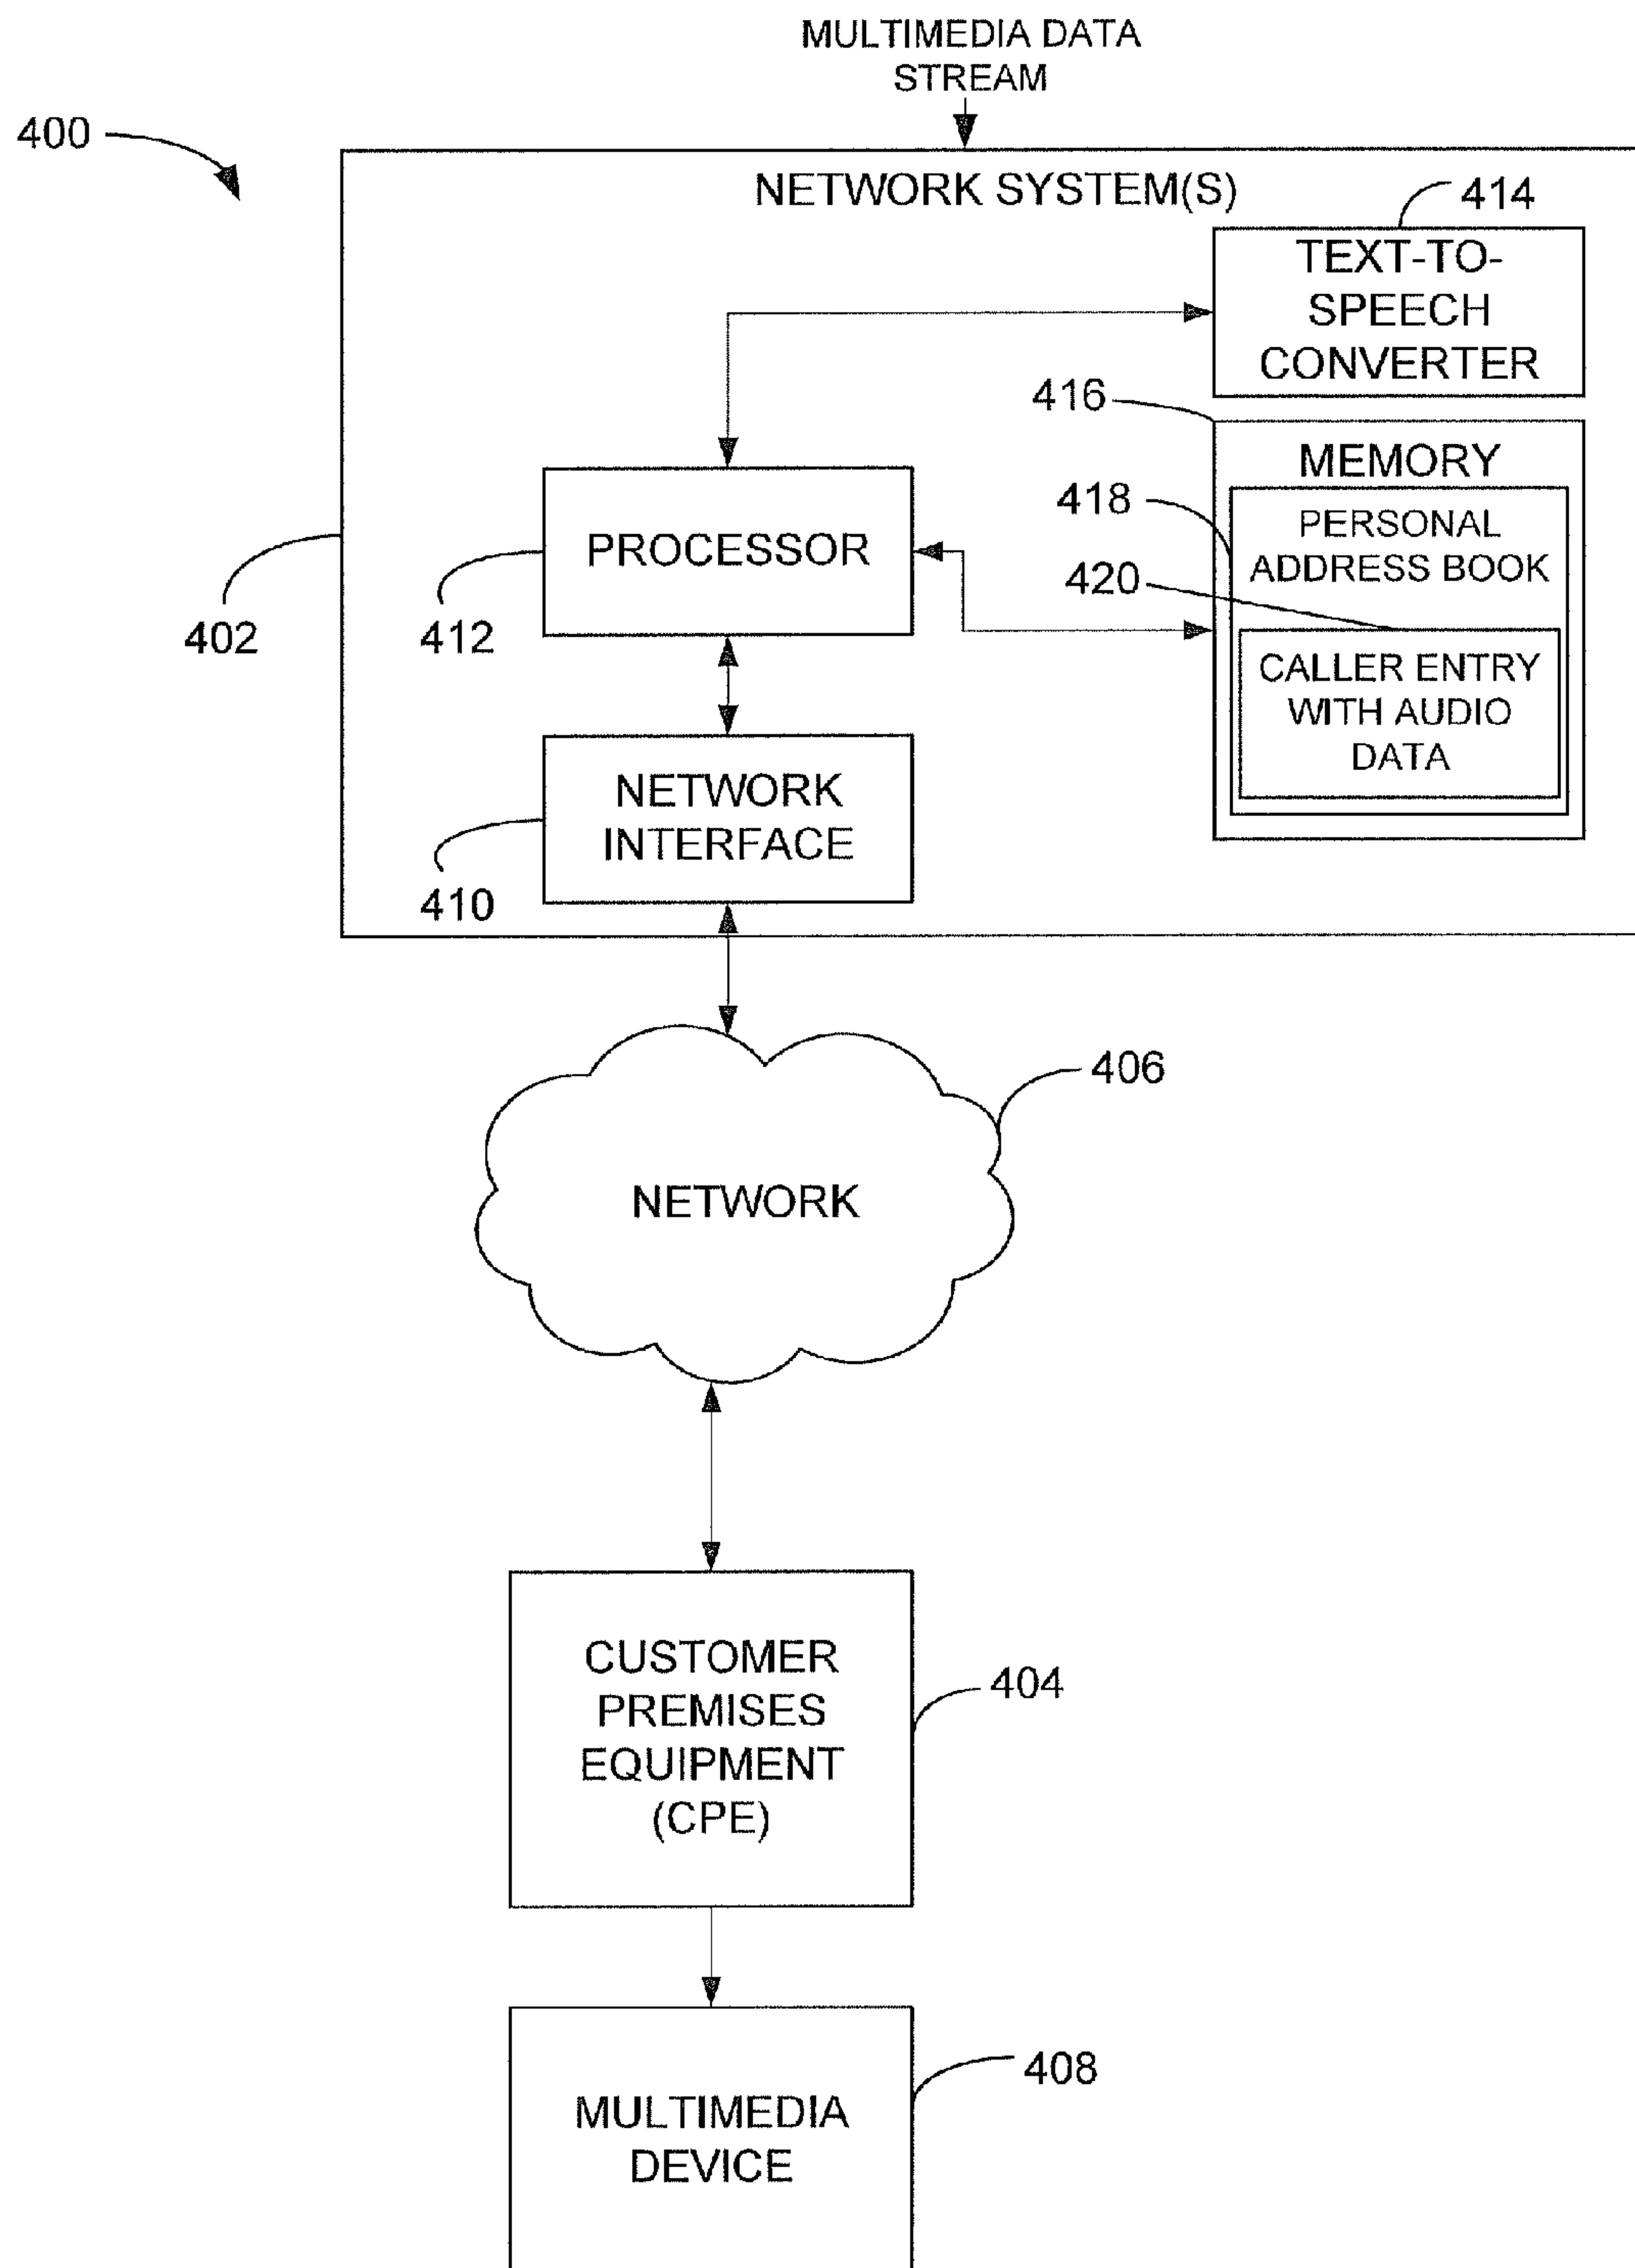 MULTIMEDIA DATA
STREAM
400
NETWORK SYSTEM(S)
414
TEXT-TO-
SPEECH
CONVERTER
416
MEMORY
418
PERSONAL
ADDRESS BOOK
420
CALLER ENTRY
WITH AUDIO
DATA
PROCESSOR
402
412
NETWORK
INTERFACE
410
406
NETWORK
CUSTOMER
PREMISES
EQUIPMENT
(CPE)
404
408
MULTIMEDIA
DEVICE